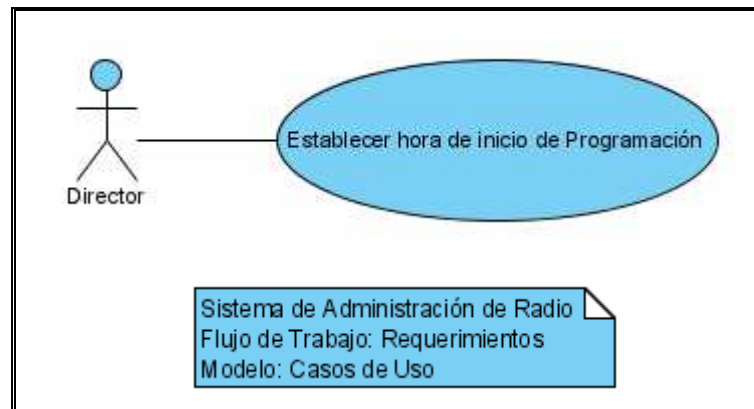 Establecer hora de inicio de Programación
Director
Sistema de Administración de Radio
Flujo de Trabajo: Requerimientos
Modelo: Casos de Uso